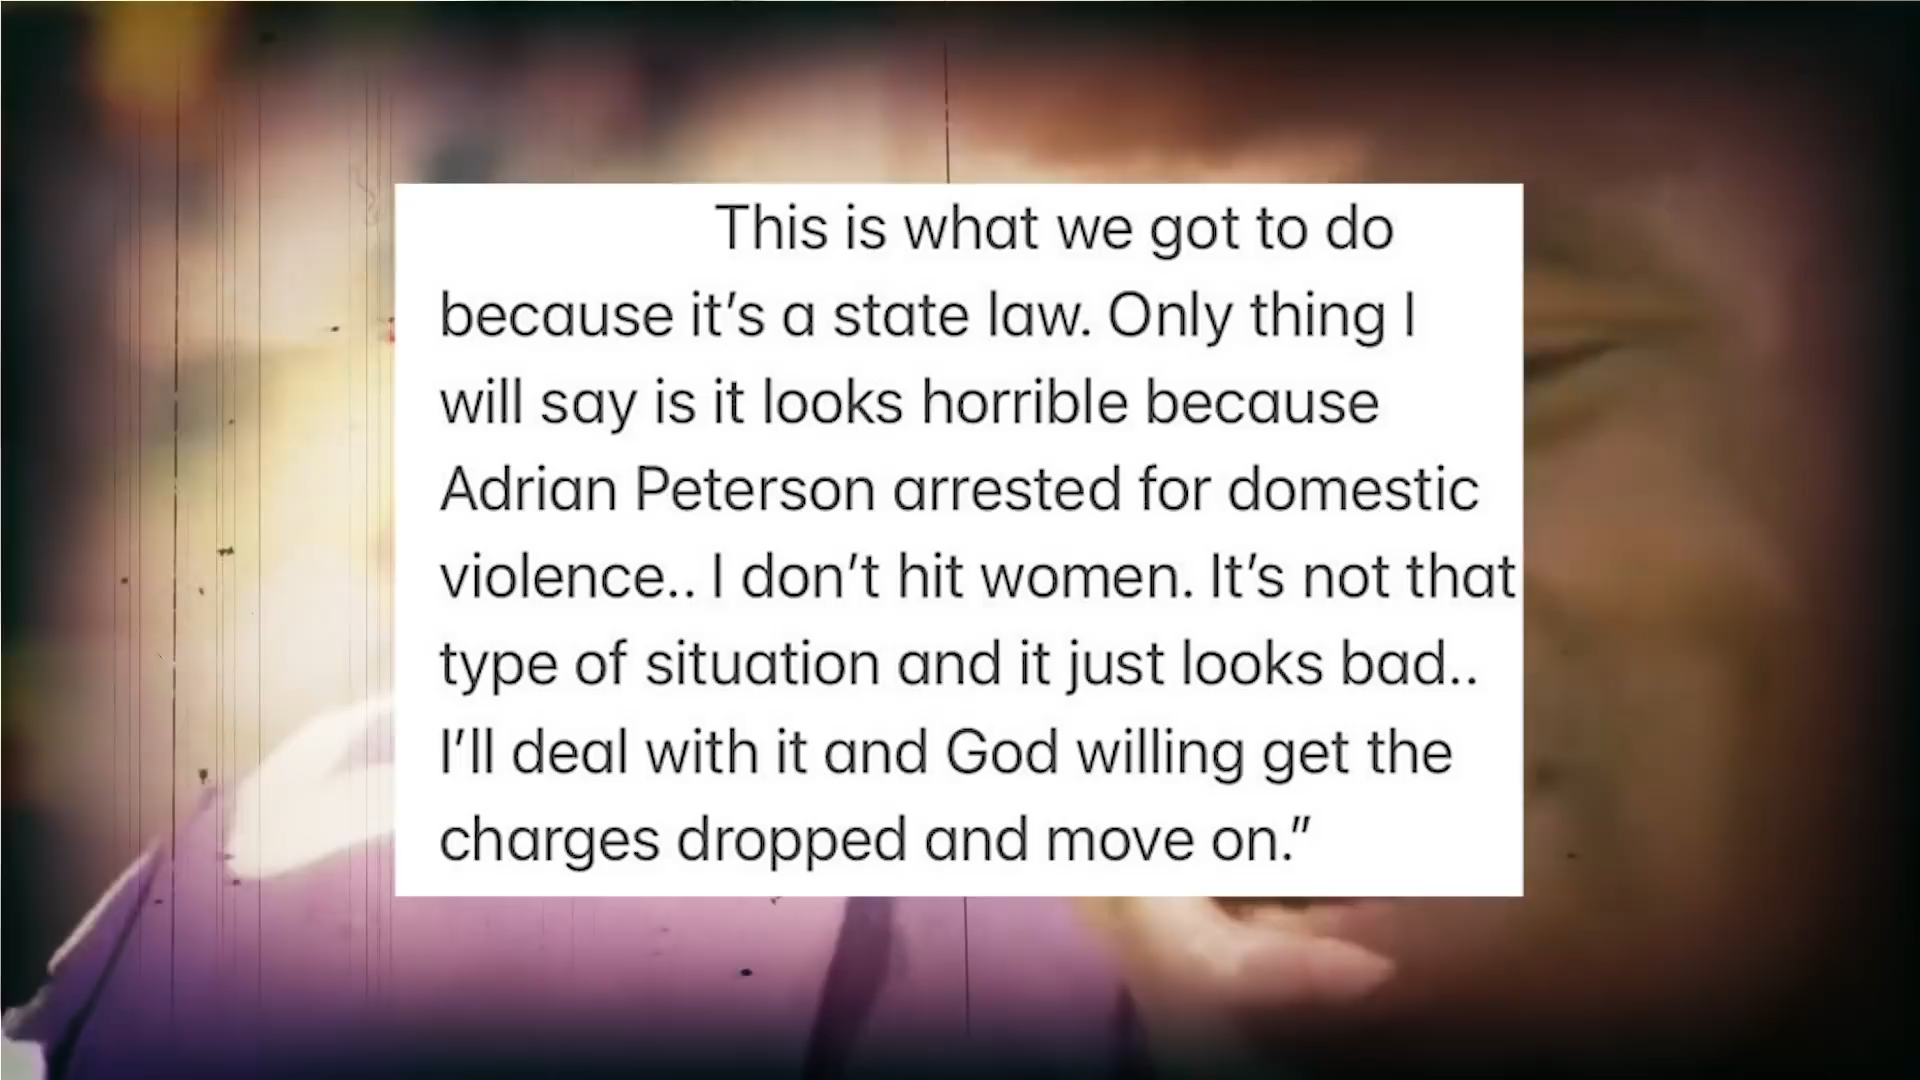 This is what we got to do
because it’s a state law. Only thing I
will say is it looks horrible because
Adrian Peterson arrested for domestic
violence.. I don’t hit women. It’s not that
type of situation and it just looks bad..
I’ll deal with it and God willing get the
charges dropped and move on.”